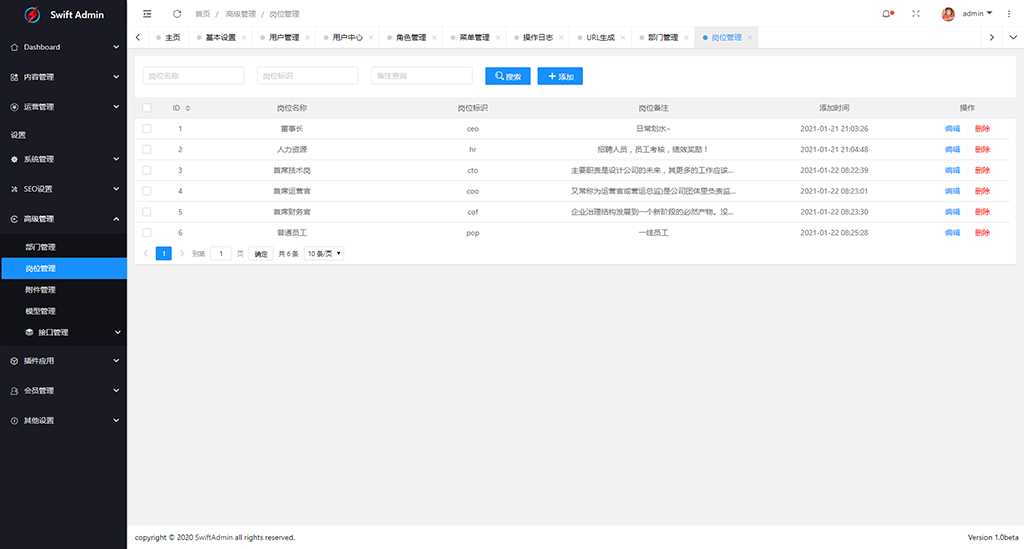 Swift Admin
Dashboard
内容管理
运营管理
设置
系统管理
SEO设置
高级管理
部门管理
岗位管理
附件管理
模型管理
接口管理
插件应用
会员管理
其他设置
首页 / 高级管理 / 岗位管理
admin
主页 基本设置 用户管理 用户中心 角色管理 菜单管理 操作日志 URL生成 部门管理 岗位管理
岗位名称 岗位标识 备注查询 搜索 添加
ID 岗位名称 岗位标识 岗位备注 添加时间 操作
1 董事长 ceo 日常划水~ 2021-01-21 21:03:26 编辑 删除
2 人力资源 hr 招聘人员，员工考核，绩效奖励！ 2021-01-21 21:04:48 编辑 删除
3 首席技术岗 cto 主要职责是设计公司的未来，其更多的工作应该... 2021-01-22 08:22:39 编辑 删除
4 首席运营官 coo 又常称为运营官或营运总监)是公司团体里负责监... 2021-01-22 08:23:01 编辑 删除
5 首席财务官 cof 企业治理结构发展到一个新阶段的必然产物。没... 2021-01-22 08:23:30 编辑 删除
6 普通员工 pop 一线员工 2021-01-22 08:25:28 编辑 删除
1 到第 1 页 确定 共 6 条 10 条/页
copyright © 2020 SwiftAdmin all rights reserved.
Version 1.0beta